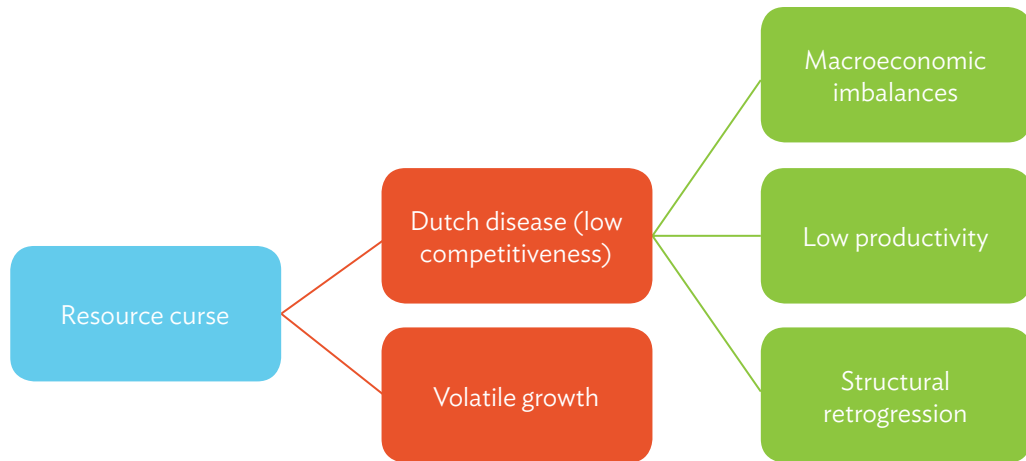 Resource curse
Dutch disease (low
competitiveness)
Volatile growth
Macroeconomic
imbalances
Low productivity
Structural
retrogression